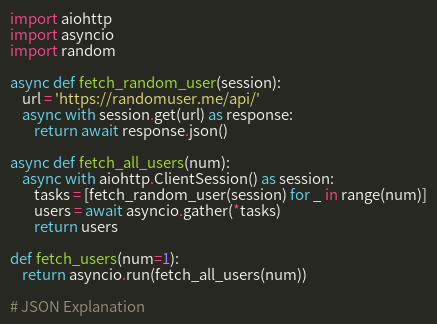 import aiohttp
import asyncio
import random

async def fetch_random_user(session):
    url = 'https://randomuser.me/api/'
    async with session.get(url) as response:
        return await response.json()

async def fetch_all_users(num):
    async with aiohttp.ClientSession() as session:
        tasks = [fetch_random_user(session) for _ in range(num)]
        users = await asyncio.gather(*tasks)
        return users

def fetch_users(num=1):
    return asyncio.run(fetch_all_users(num))

# JSON Explanation